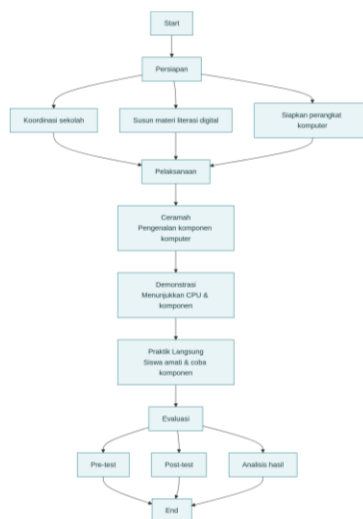 Start
Persiapan
Koordinasi sekolah
Susun materi literasi digital
Siapkan perangkat
komputer
Pelaksanaan
Ceramah
Pengenalan komponen
komputer
Demonstrasi
Menunjukkan CPU &
komponen
Praktik Langsung
Siswa amati & coba
komponen
Evaluasi
Pre-test
Post-test
Analisis hasil
End